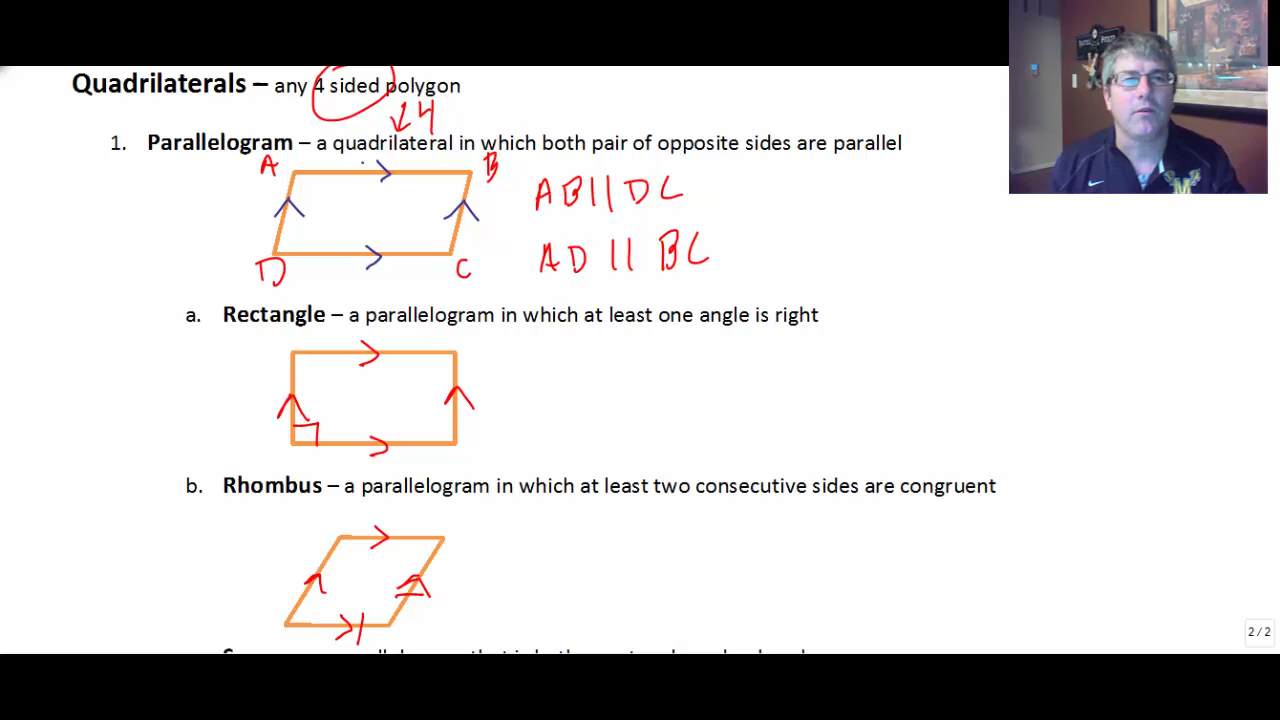 Quadrilaterals – any 4 sided polygon
4
1. Parallelogram – a quadrilateral in which both pair of opposite sides are parallel
A B
AB||DC
D C
AD||BC
a. Rectangle – a parallelogram in which at least one angle is right
b. Rhombus – a parallelogram in which at least two consecutive sides are congruent
2/2